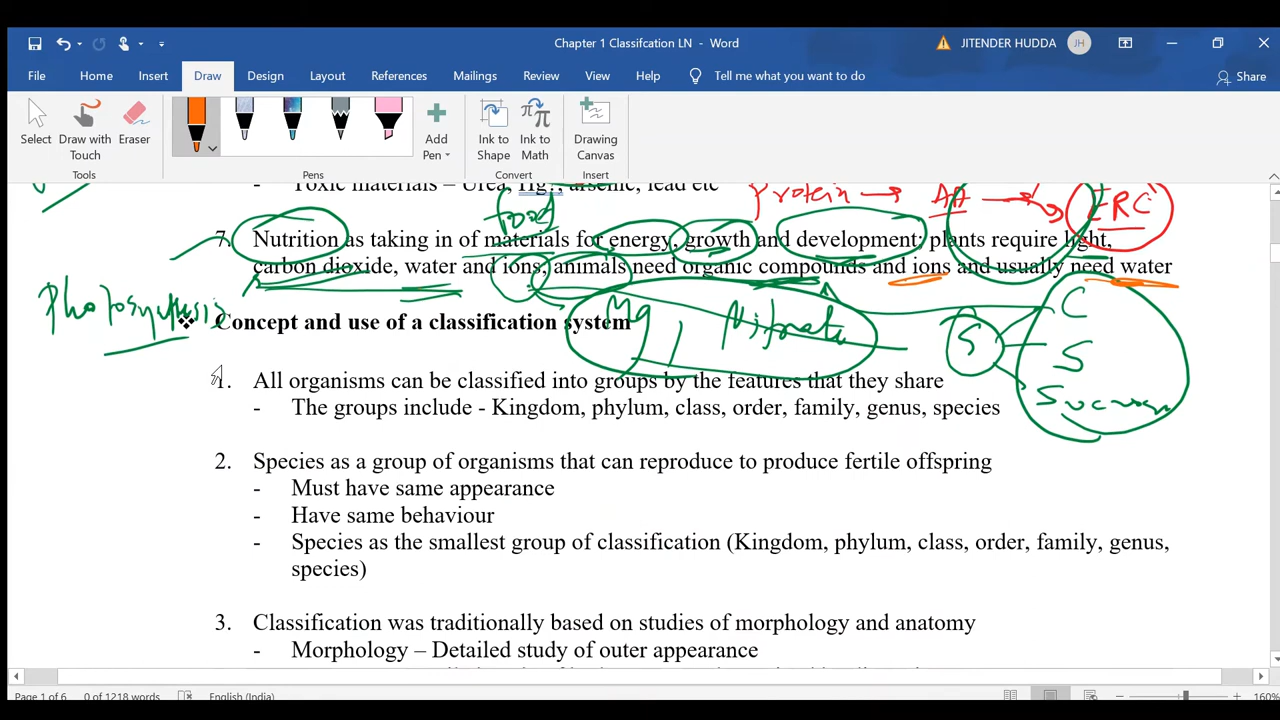 Chapter 1 Classifcation LN - Word
JITENDER HUDDA
JH
File Home Insert Draw Design Layout References Mailings Review View Help Tell me what you want to do
Share
Select
Draw with Touch
Eraser
Add Pen
Ink to Shape
Ink to Math
Drawing Canvas
Tools
Pens
Convert
Insert
- Toxic materials – Urea, Hg?, arsenic, lead etc
Protein → AA → ERC
food
7. Nutrition as taking in of materials for energy, growth and development; plants require light,
carbon dioxide, water and ions; animals need organic compounds and ions and usually need water
Photosynthesis
Mg Nitrate
S
C
S
❖ Concept and use of a classification system
1. All organisms can be classified into groups by the features that they share
- The groups include - Kingdom, phylum, class, order, family, genus, species
2. Species as a group of organisms that can reproduce to produce fertile offspring
- Must have same appearance
- Have same behaviour
- Species as the smallest group of classification (Kingdom, phylum, class, order, family, genus,
species)
3. Classification was traditionally based on studies of morphology and anatomy
- Morphology – Detailed study of outer appearance
Page 1 of 6 0 of 1218 words English (India) 160%